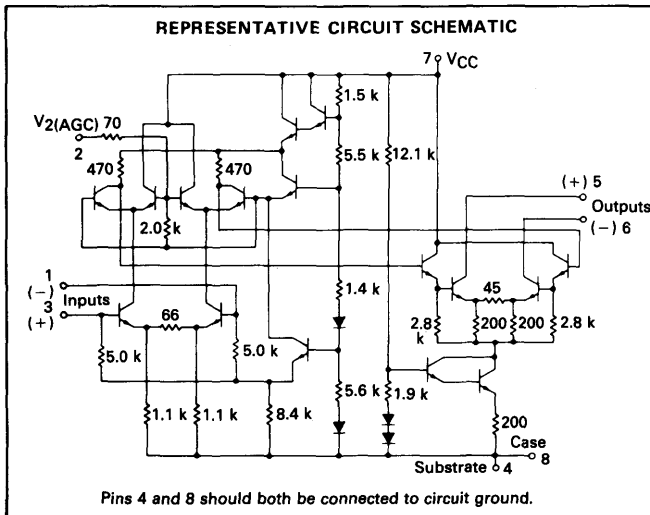 REPRESENTATIVE CIRCUIT SCHEMATIC
7 VCC
1.5 k
V2(AGC) 70
2
5.5 k
12.1 k
470
470
(+) 5
Outputs
(-) 6
2.0 k
1
(-)
Inputs
3
(+)
66
45
1.4 k
2.8 k
200
200
2.8 k
5.0 k
5.0 k
5.6 k
1.9 k
1.1 k
1.1 k
8.4 k
200
Case
8
Substrate 4
Pins 4 and 8 should both be connected to circuit ground.